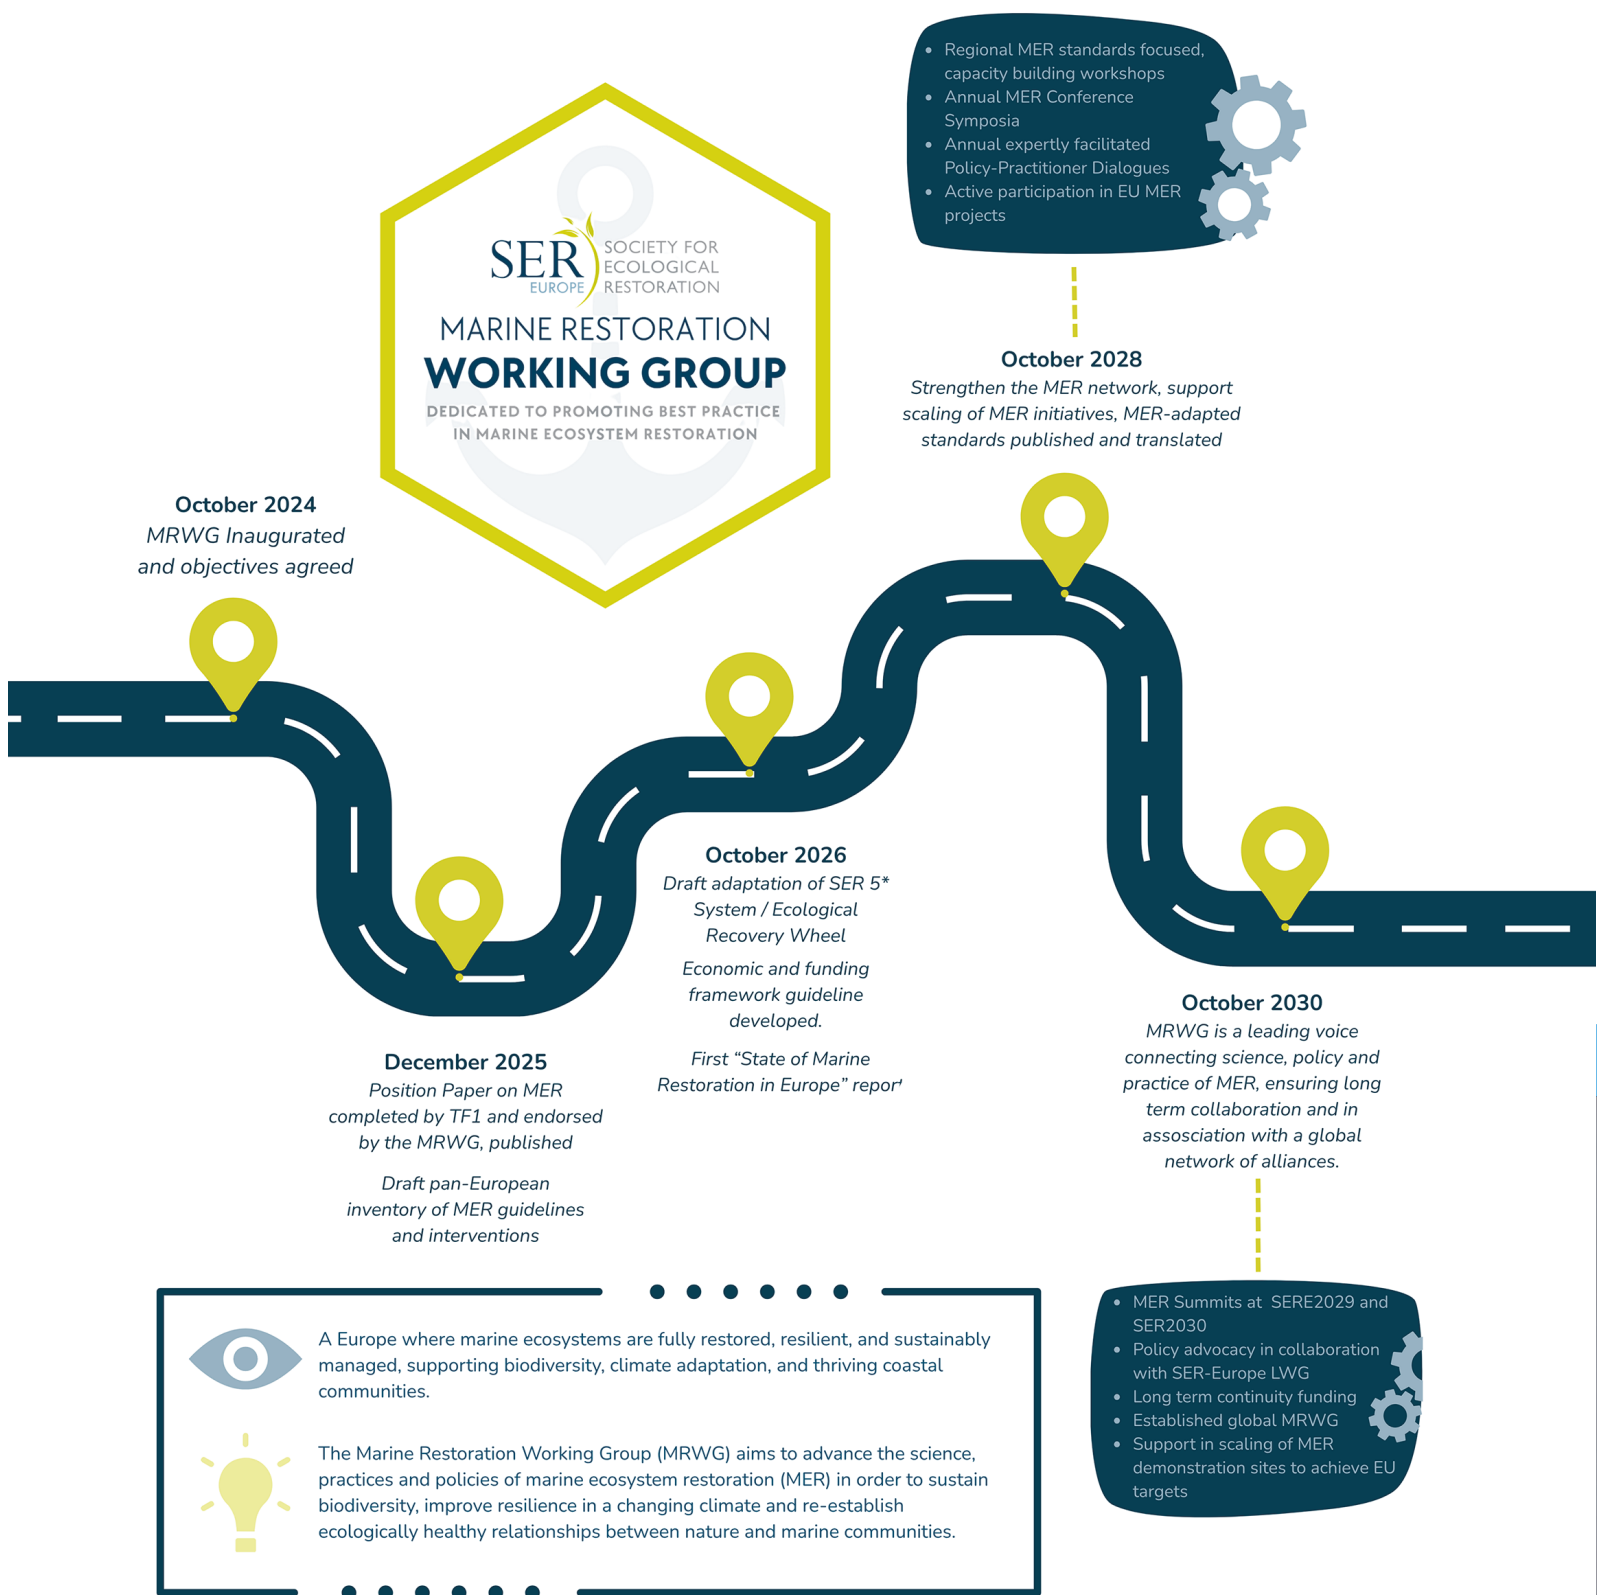 • Regional MER standards focused,
capacity building workshops
• Annual MER Conference
Symposia
• Annual expertly facilitated
Policy-Practitioner Dialogues
• Active participation in EU MER
projects
SER
EUROPE
SOCIETY FOR
ECOLOGICAL
RESTORATION
MARINE RESTORATION
WORKING GROUP
DEDICATED TO PROMOTING BEST PRACTICE
IN MARINE ECOSYSTEM RESTORATION
October 2028
Strengthen the MER network, support
scaling of MER initiatives, MER-adapted
standards published and translated
October 2024
MRWG Inaugurated
and objectives agreed
October 2026
Draft adaptation of SER 5*
System / Ecological
Recovery Wheel
Economic and funding
framework guideline
developed.
First “State of Marine
Restoration in Europe” report
December 2025
Position Paper on MER
completed by TF1 and endorsed
by the MRWG, published
Draft pan-European
inventory of MER guidelines
and interventions
October 2030
MRWG is a leading voice
connecting science, policy and
practice of MER, ensuring long
term collaboration and in
assosciation with a global
network of alliances.
• MER Summits at SERE2029 and
SER2030
• Policy advocacy in collaboration
with SER-Europe LWG
• Long term continuity funding
• Established global MRWG
• Support in scaling of MER
demonstration sites to achieve EU
targets
A Europe where marine ecosystems are fully restored, resilient, and sustainably
managed, supporting biodiversity, climate adaptation, and thriving coastal
communities.
The Marine Restoration Working Group (MRWG) aims to advance the science,
practices and policies of marine ecosystem restoration (MER) in order to sustain
biodiversity, improve resilience in a changing climate and re-establish
ecologically healthy relationships between nature and marine communities.